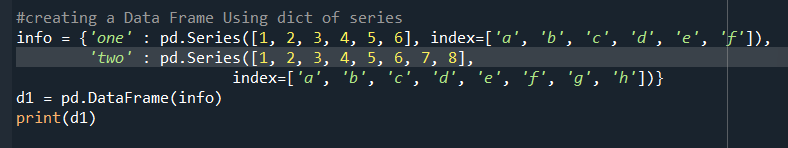 #creating a Data Frame Using dict of series
info = {'one' : pd.Series([1, 2, 3, 4, 5, 6], index=['a', 'b', 'c', 'd', 'e', 'f']),
'two' : pd.Series([1, 2, 3, 4, 5, 6, 7, 8],
index=['a', 'b', 'c', 'd', 'e', 'f', 'g', 'h'])}
d1 = pd.DataFrame(info)
print(d1)